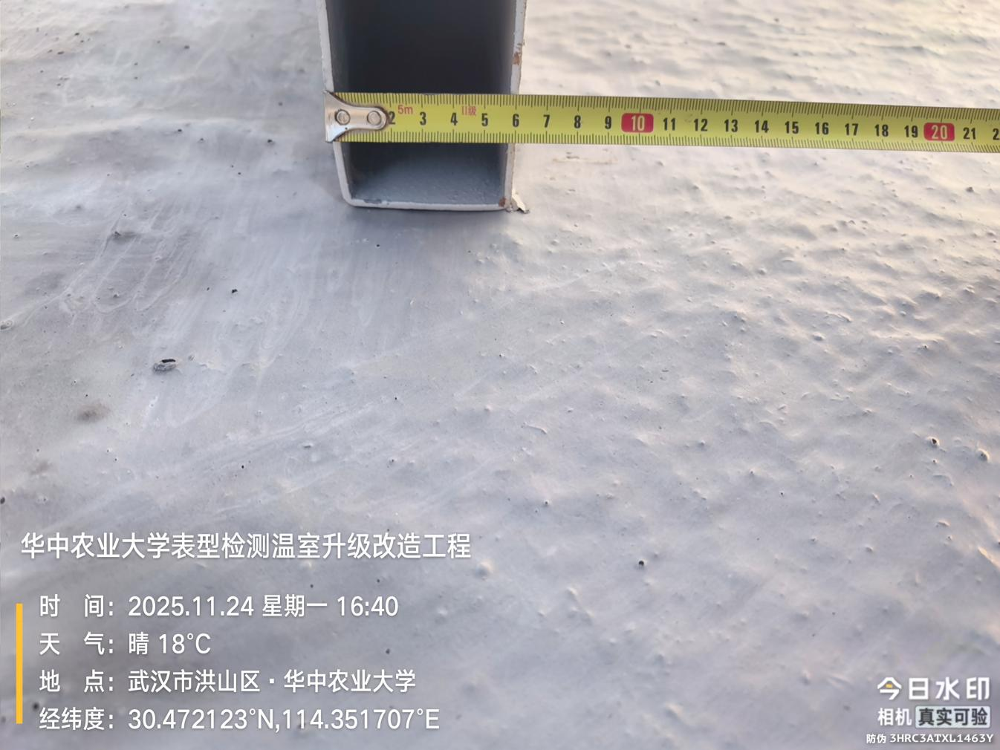 5m
II级
2 3 4 5 6 7 8 9 10 11 12 13 14 15 16 17 18 19 20 21 2
华中农业大学表型检测温室升级改造工程
时 间：2025.11.24 星期一 16:40
天 气：晴 18°C
地 点：武汉市洪山区·华中农业大学
经纬度：30.472123°N,114.351707°E
今日水印
相机 真实可验
防伪 3HRC3ATXL1463Y